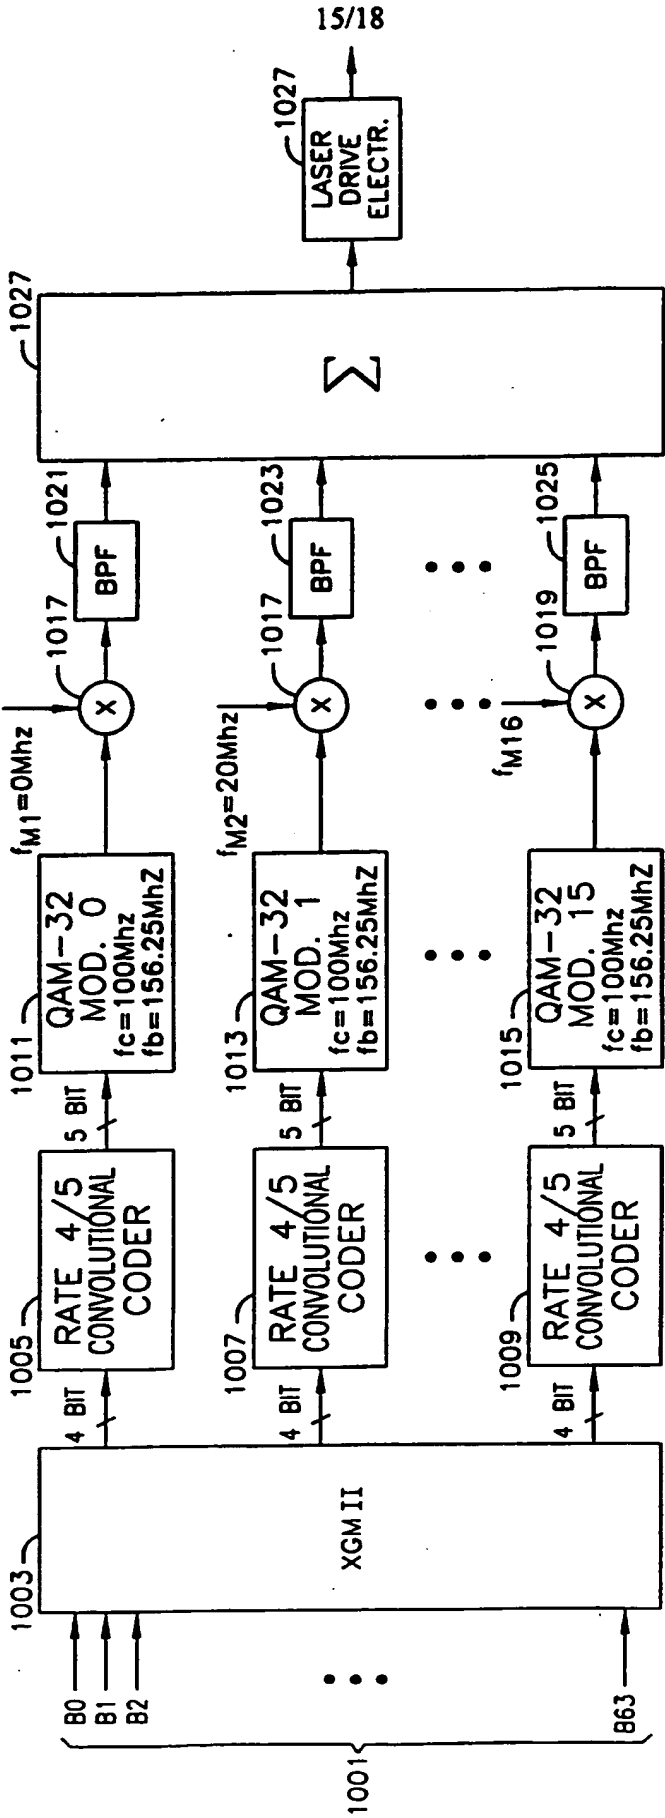 15/18
1001
B0
B1
B2
B63
1003
XGM II
4 BIT
4 BIT
4 BIT
1005
RATE 4/5
CONVOLUTIONAL
CODER
1007
RATE 4/5
CONVOLUTIONAL
CODER
1009
RATE 4/5
CONVOLUTIONAL
CODER
5 BIT
5 BIT
5 BIT
1011
QAM-32
MOD. 0
fc=100Mhz
fb=156.25MhZ
1013
QAM-32
MOD. 1
fc=100Mhz
fb=156.25MhZ
1015
QAM-32
MOD. 15
fc=100Mhz
fb=156.25MhZ
fM1=0Mhz
X
1017
fM2=20Mhz
X
1017
fM16
X
1019
BPF
1021
BPF
1023
BPF
1025
1027
Σ
LASER
DRIVE
ELECTR.
1027